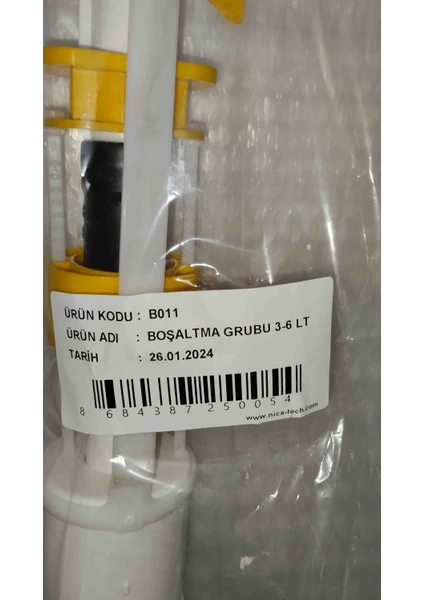 ÜRÜN KODU : B011
ÜRÜN ADI : BOŞALTMA GRUBU 3-6 LT
TARİH : 26.01.2024
8 684387 250054
www.nica-tech.com